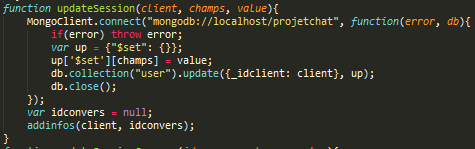 function updateSession(client, champs, value){
MongoClient.connect("mongodb://localhost/projetchat", function(error, db){
if(error) throw error;
var up = {"$set": {}};
up['$set'][champs] = value;
db.collection("user").update({_idclient: client}, up);
db.close();
});
var idconvers = null;
addinfos(client, idconvers);
}